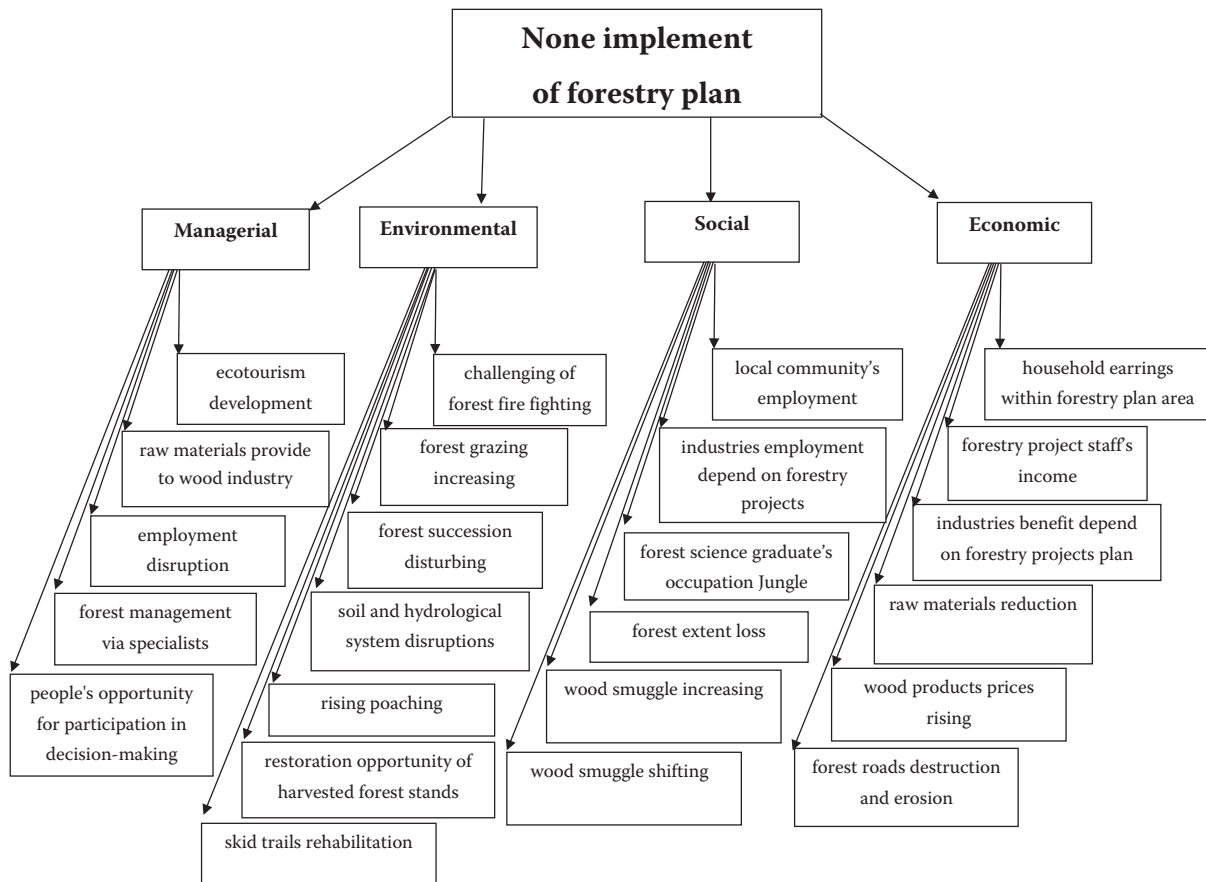 None implement
of forestry plan
Managerial
Environmental
Social
Economic
ecotourism
development
raw materials provide
to wood industry
employment
disruption
forest management
via specialists
people's opportunity
for participation in
decision-making
challenging of
forest fire fighting
forest grazing
increasing
forest succession
disturbing
soil and hydrological
system disruptions
rising poaching
restoration opportunity of
harvested forest stands
skid trails rehabilitation
local community's
employment
industries employment
depend on forestry
projects
forest science graduate's
occupation Jungle
forest extent loss
wood smuggle increasing
wood smuggle shifting
household earnings
within forestry plan area
forestry project staff's
income
industries benefit depend
on forestry projects plan
raw materials reduction
wood products prices
rising
forest roads destruction
and erosion